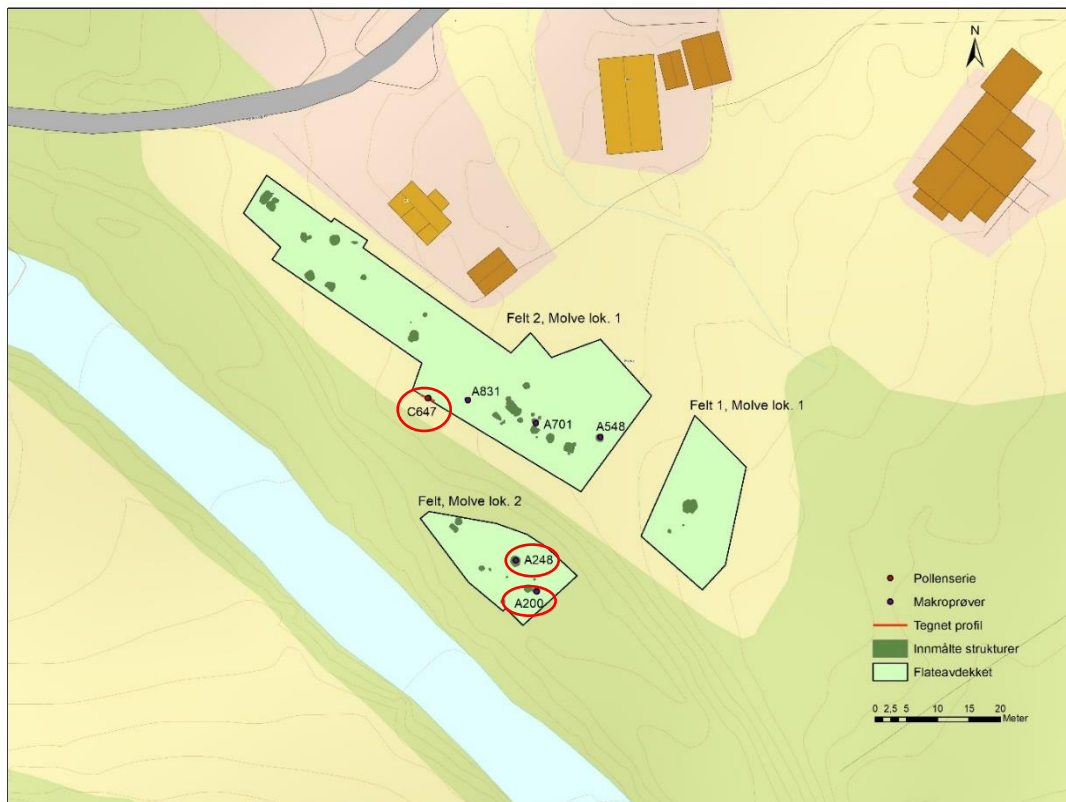 N
Felt 2, Molve lok. 1
A831
C647
A701
A548
Felt 1, Molve lok. 1
Felt, Molve lok. 2
A248
A200
Pollenserie
Makroprøver
Tegnet profil
Innmålte strukturer
Flateavdekket
0 2,5 5 10 15 20
Meter